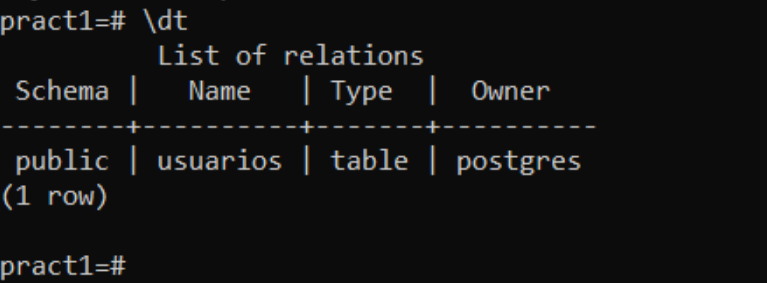 pract1=# \dt
          List of relations
 Schema |   Name   | Type  |  Owner
--------+----------+-------+----------
 public | usuarios | table | postgres
(1 row)

pract1=#